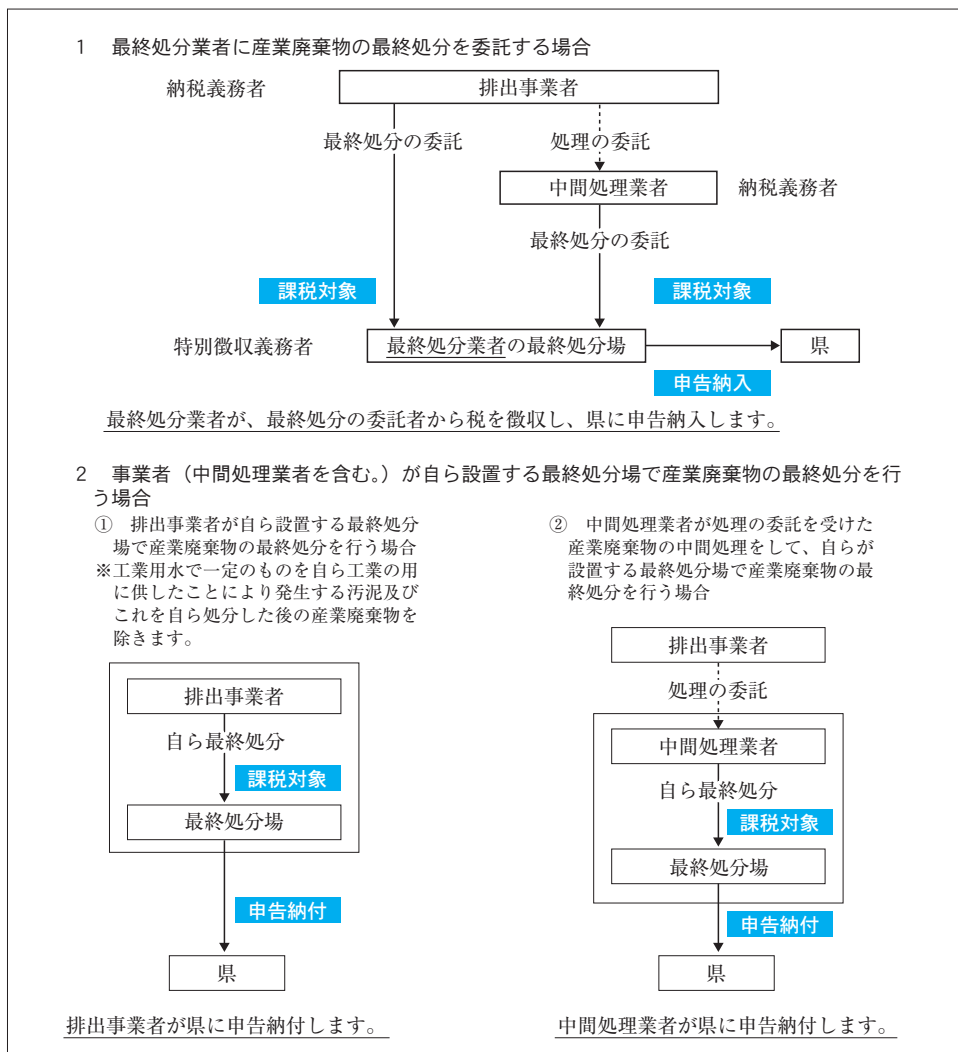 1　最終処分業者に産業廃棄物の最終処分を委託する場合
納税義務者
排出事業者
最終処分の委託
処理の委託
中間処理業者
納税義務者
最終処分の委託
課税対象
課税対象
特別徴収義務者
最終処分業者の最終処分場
県
申告納入
最終処分業者が、最終処分の委託者から税を徴収し、県に申告納入します。
2　事業者（中間処理業者を含む。）が自ら設置する最終処分場で産業廃棄物の最終処分を行
う場合
①　排出事業者が自ら設置する最終処分
場で産業廃棄物の最終処分を行う場合
※工業用水で一定のものを自ら工業の用
に供したことにより発生する汚泥及び
これを自ら処分した後の産業廃棄物を
除きます。
排出事業者
自ら最終処分
課税対象
最終処分場
申告納付
県
排出事業者が県に申告納付します。
②　中間処理業者が処理の委託を受けた
産業廃棄物の中間処理をして、自らが
設置する最終処分場で産業廃棄物の最
終処分を行う場合
排出事業者
処理の委託
中間処理業者
自ら最終処分
課税対象
最終処分場
申告納付
県
中間処理業者が県に申告納付します。